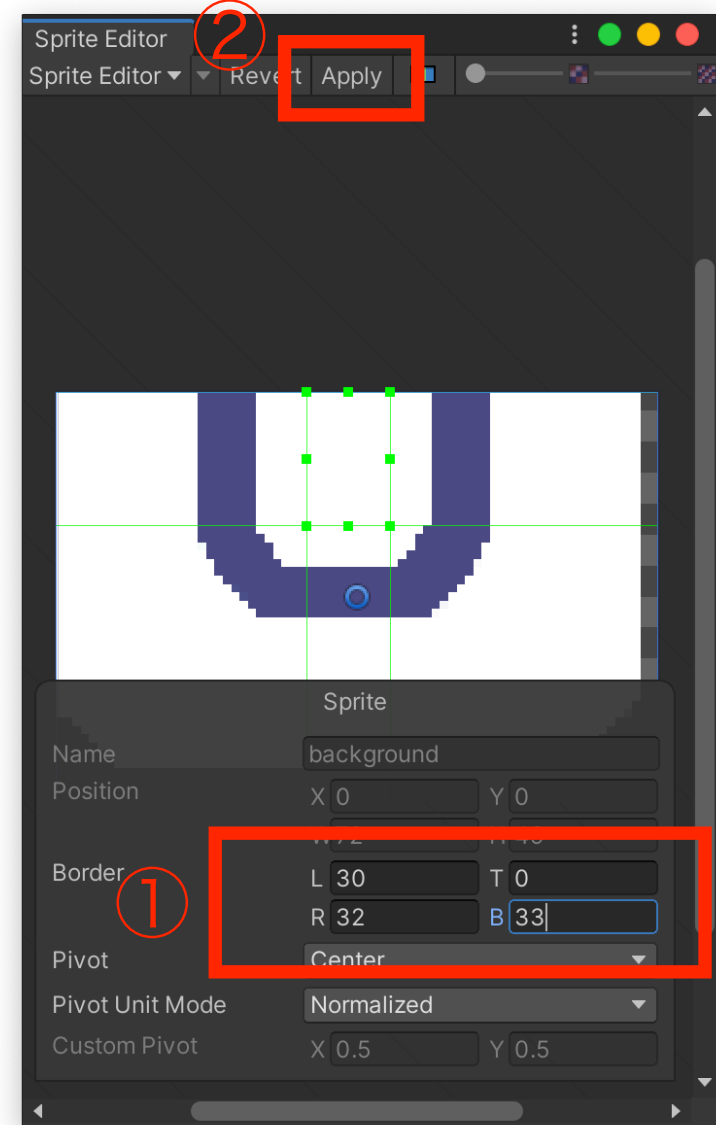 Sprite Editor
②
Sprite Editor Revert Apply
Sprite
Name background
Position X 0 Y 0
Border L 30 T 0
①
R 32 B 33
Pivot Center
Pivot Unit Mode Normalized
Custom Pivot X 0.5 Y 0.5